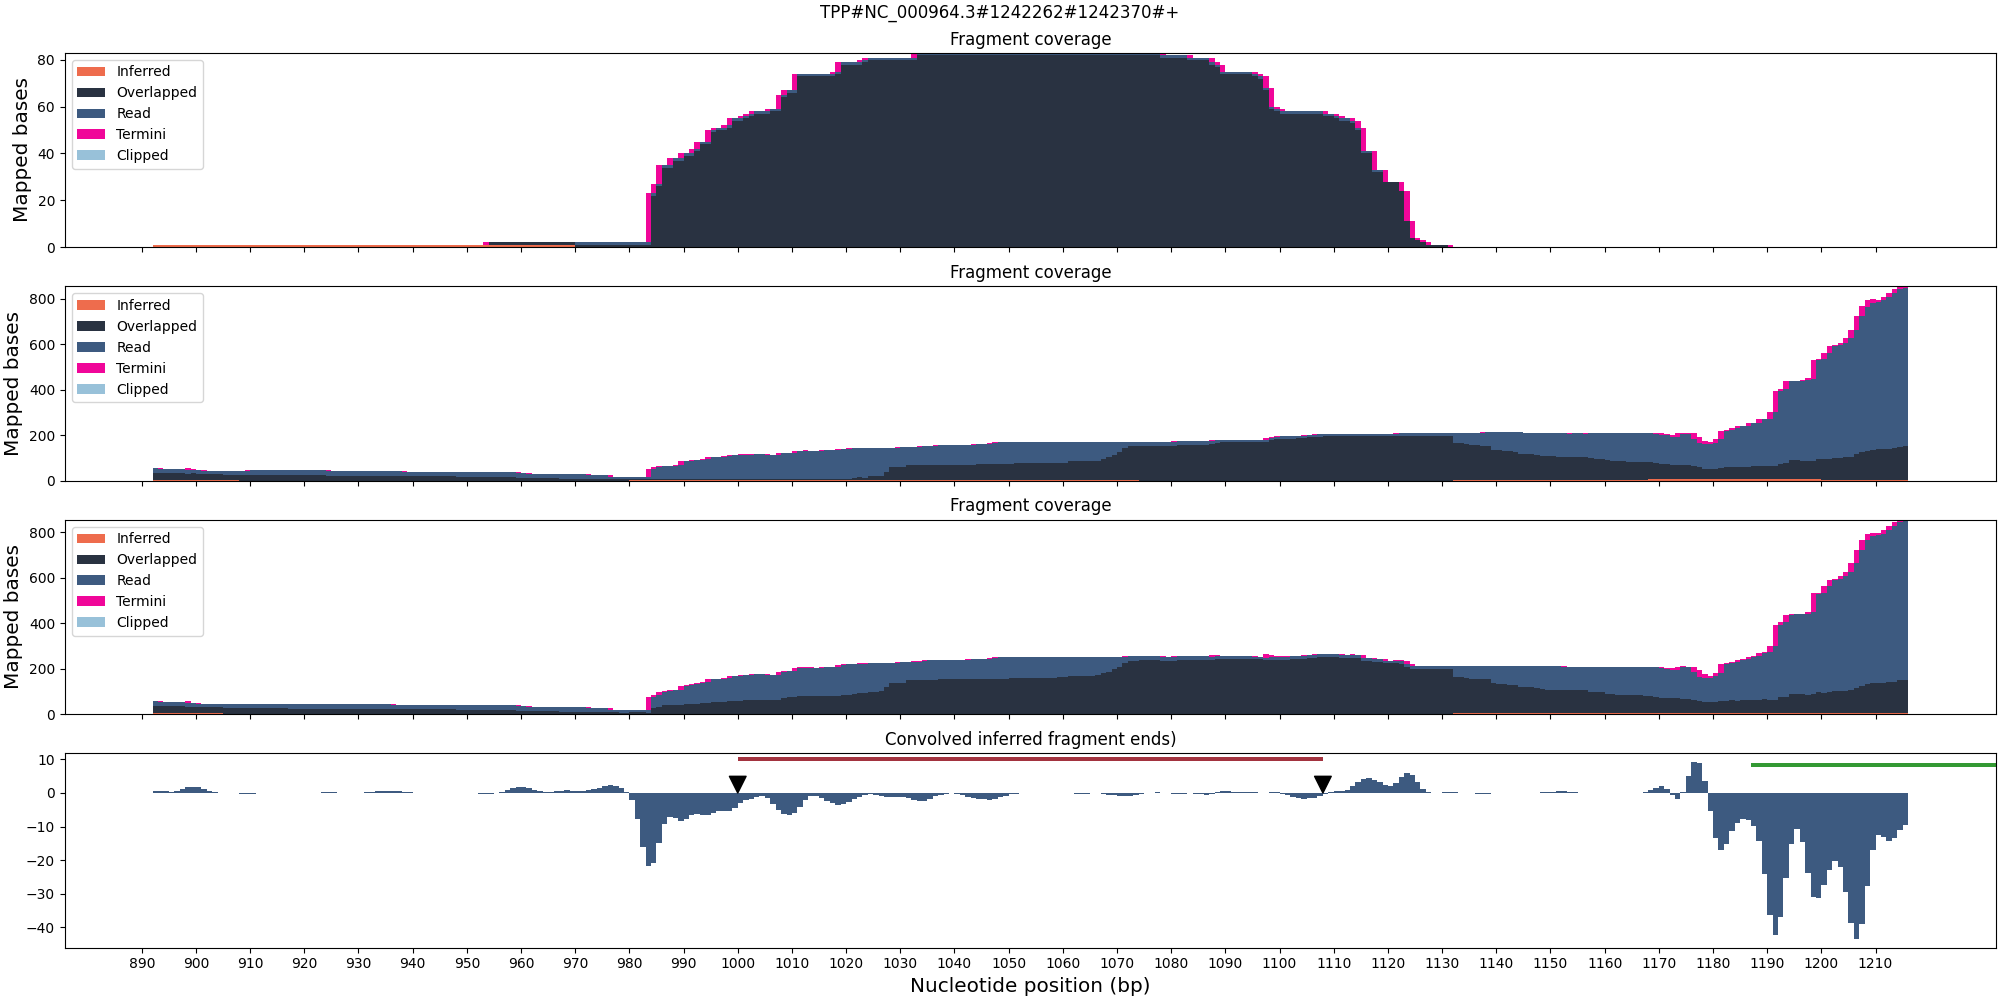 TPP#NC_000964.3#1242262#1242370#+
Fragment coverage
Mapped bases
80
60
40
20
0
Inferred
Overlapped
Read
Termini
Clipped
Fragment coverage
Mapped bases
800
600
400
200
0
Inferred
Overlapped
Read
Termini
Clipped
Fragment coverage
Mapped bases
800
600
400
200
0
Inferred
Overlapped
Read
Termini
Clipped
Convolved inferred fragment ends)
10
0
−10
−20
−30
−40
890 900 910 920 930 940 950 960 970 980 990 1000 1010 1020 1030 1040 1050 1060 1070 1080 1090 1100 1110 1120 1130 1140 1150 1160 1170 1180 1190 1200 1210
Nucleotide position (bp)